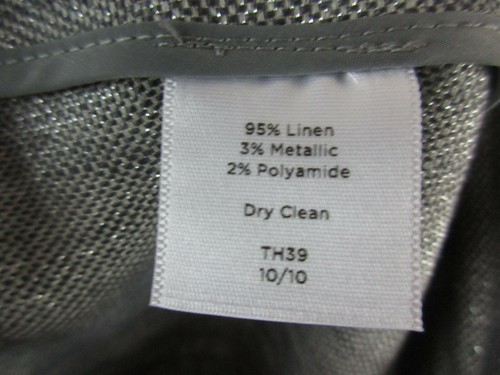 95% Linen
3% Metallic
2% Polyamide
Dry Clean
TH39
10/10